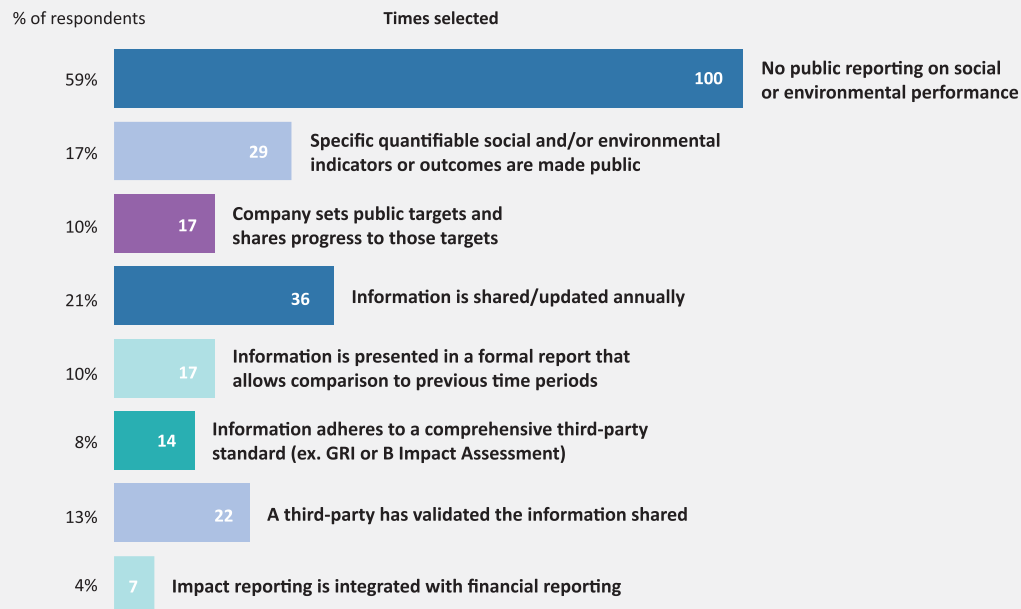 % of respondents
Times selected
59%
100
No public reporting on social
or environmental performance
17%
29
Specific quantifiable social and/or environmental
indicators or outcomes are made public
10%
17
Company sets public targets and
shares progress to those targets
21%
36
Information is shared/updated annually
10%
17
Information is presented in a formal report that
allows comparison to previous time periods
8%
14
Information adheres to a comprehensive third-party
standard (ex. GRI or B Impact Assessment)
13%
22
A third-party has validated the information shared
4%
7
Impact reporting is integrated with financial reporting